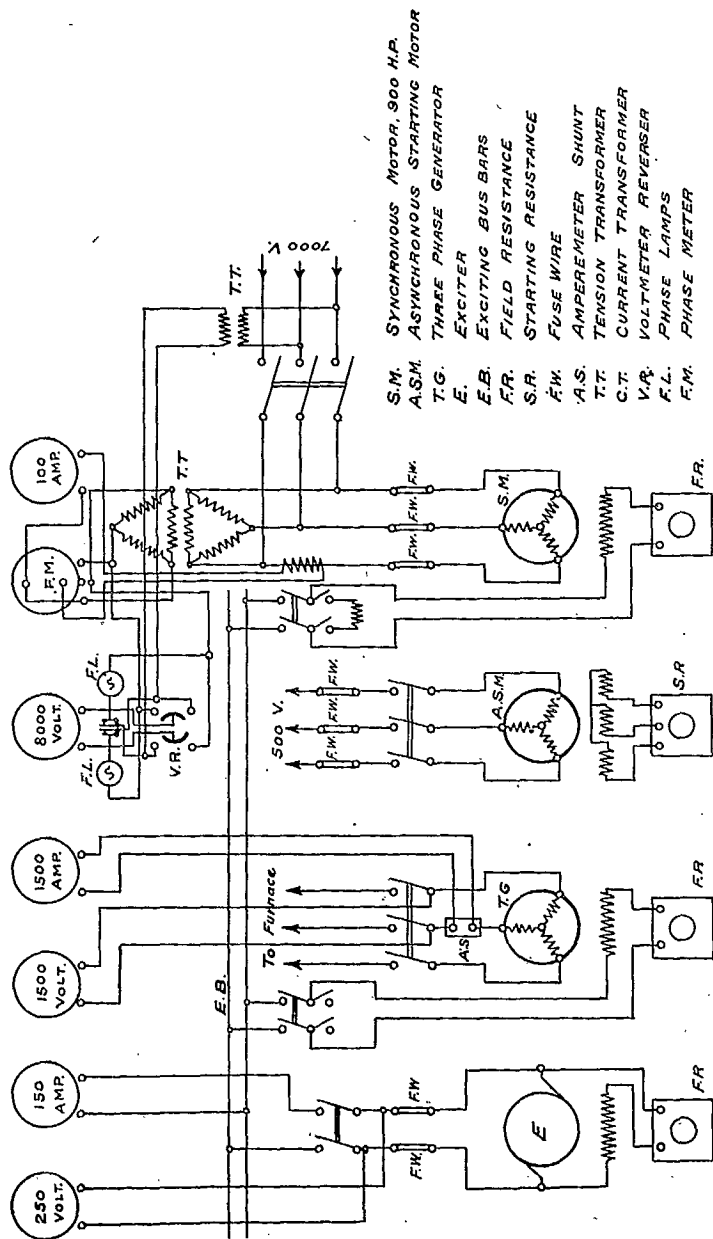 250 VOLT.
150 AMP.
1500 VOLT.
1500 AMP.
8000 VOLT.
F.M.
100 AMP.
F.L.
F.L.
V.R.
T.T
T.T.
7000 V.
E.B.
To Furnace
500 V.
F.W.
F.W.
F.W.
F.W.
F.W.
F.W.
F.W
F.W.
A.S
T.G
A.S.M.
S.M.
E
F.R
F.R
S.R
F.R.
S.M. SYNCHRONOUS MOTOR, 900 H.P.
A.S.M. ASYNCHRONOUS STARTING MOTOR
T.G. THREE PHASE GENERATOR
E. EXCITER
E.B. EXCITING BUS BARS
F.R. FIELD RESISTANCE
S.R. STARTING RESISTANCE
F.W. FUSE WIRE
A.S. AMPEREMETER SHUNT
T.T. TENSION TRANSFORMER
C.T. CURRENT TRANSFORMER
V.R. VOLTMETER REVERSER
F.L. PHASE LAMPS
F.M. PHASE METER